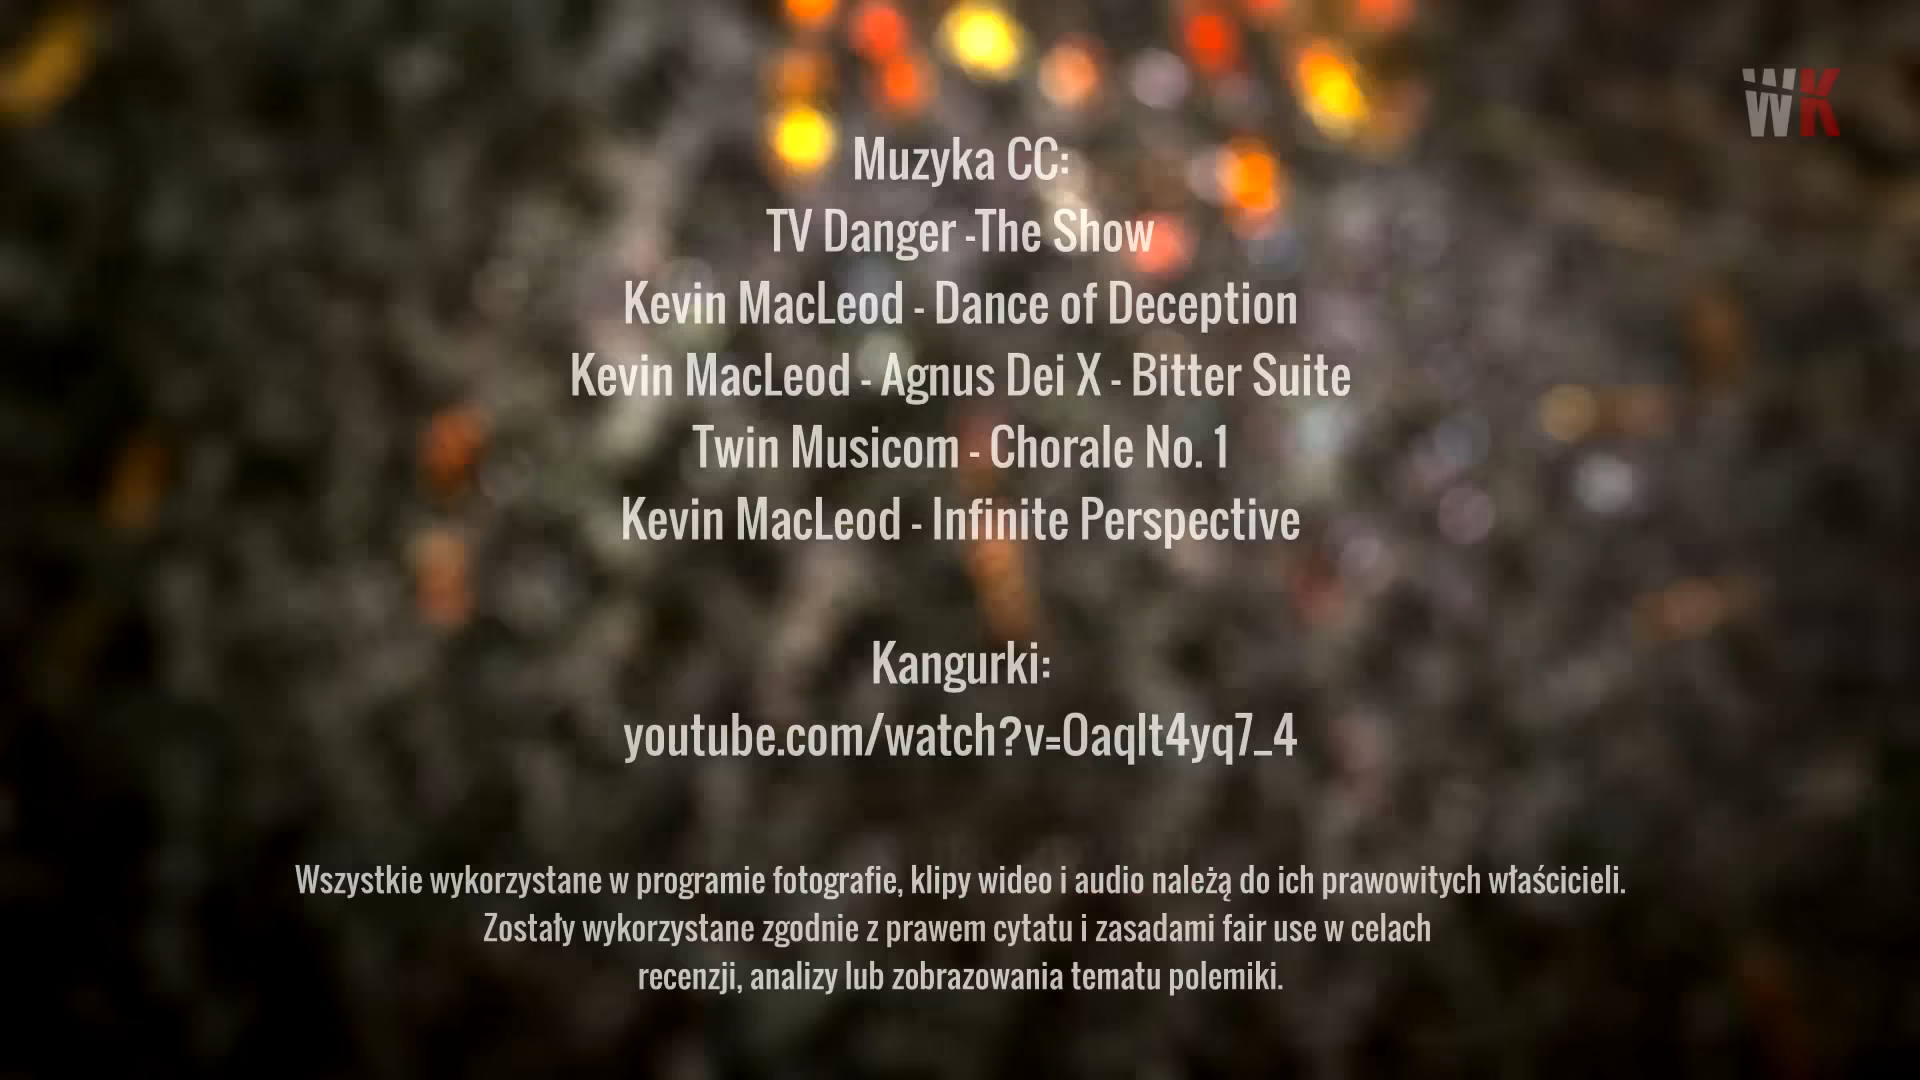 WK
Muzyka CC:
TV Danger -The Show
Kevin MacLeod - Dance of Deception
Kevin MacLeod - Agnus Dei X - Bitter Suite
Twin Musicom - Chorale No. 1
Kevin MacLeod - Infinite Perspective
Kangurki:
youtube.com/watch?v=OaqIt4yq7_4
Wszystkie wykorzystane w programie fotografie, klipy wideo i audio należą do ich prawowitych właścicieli.
Zostały wykorzystane zgodnie z prawem cytatu i zasadami fair use w celach
recenzji, analizy lub zobrazowania tematu polemiki.